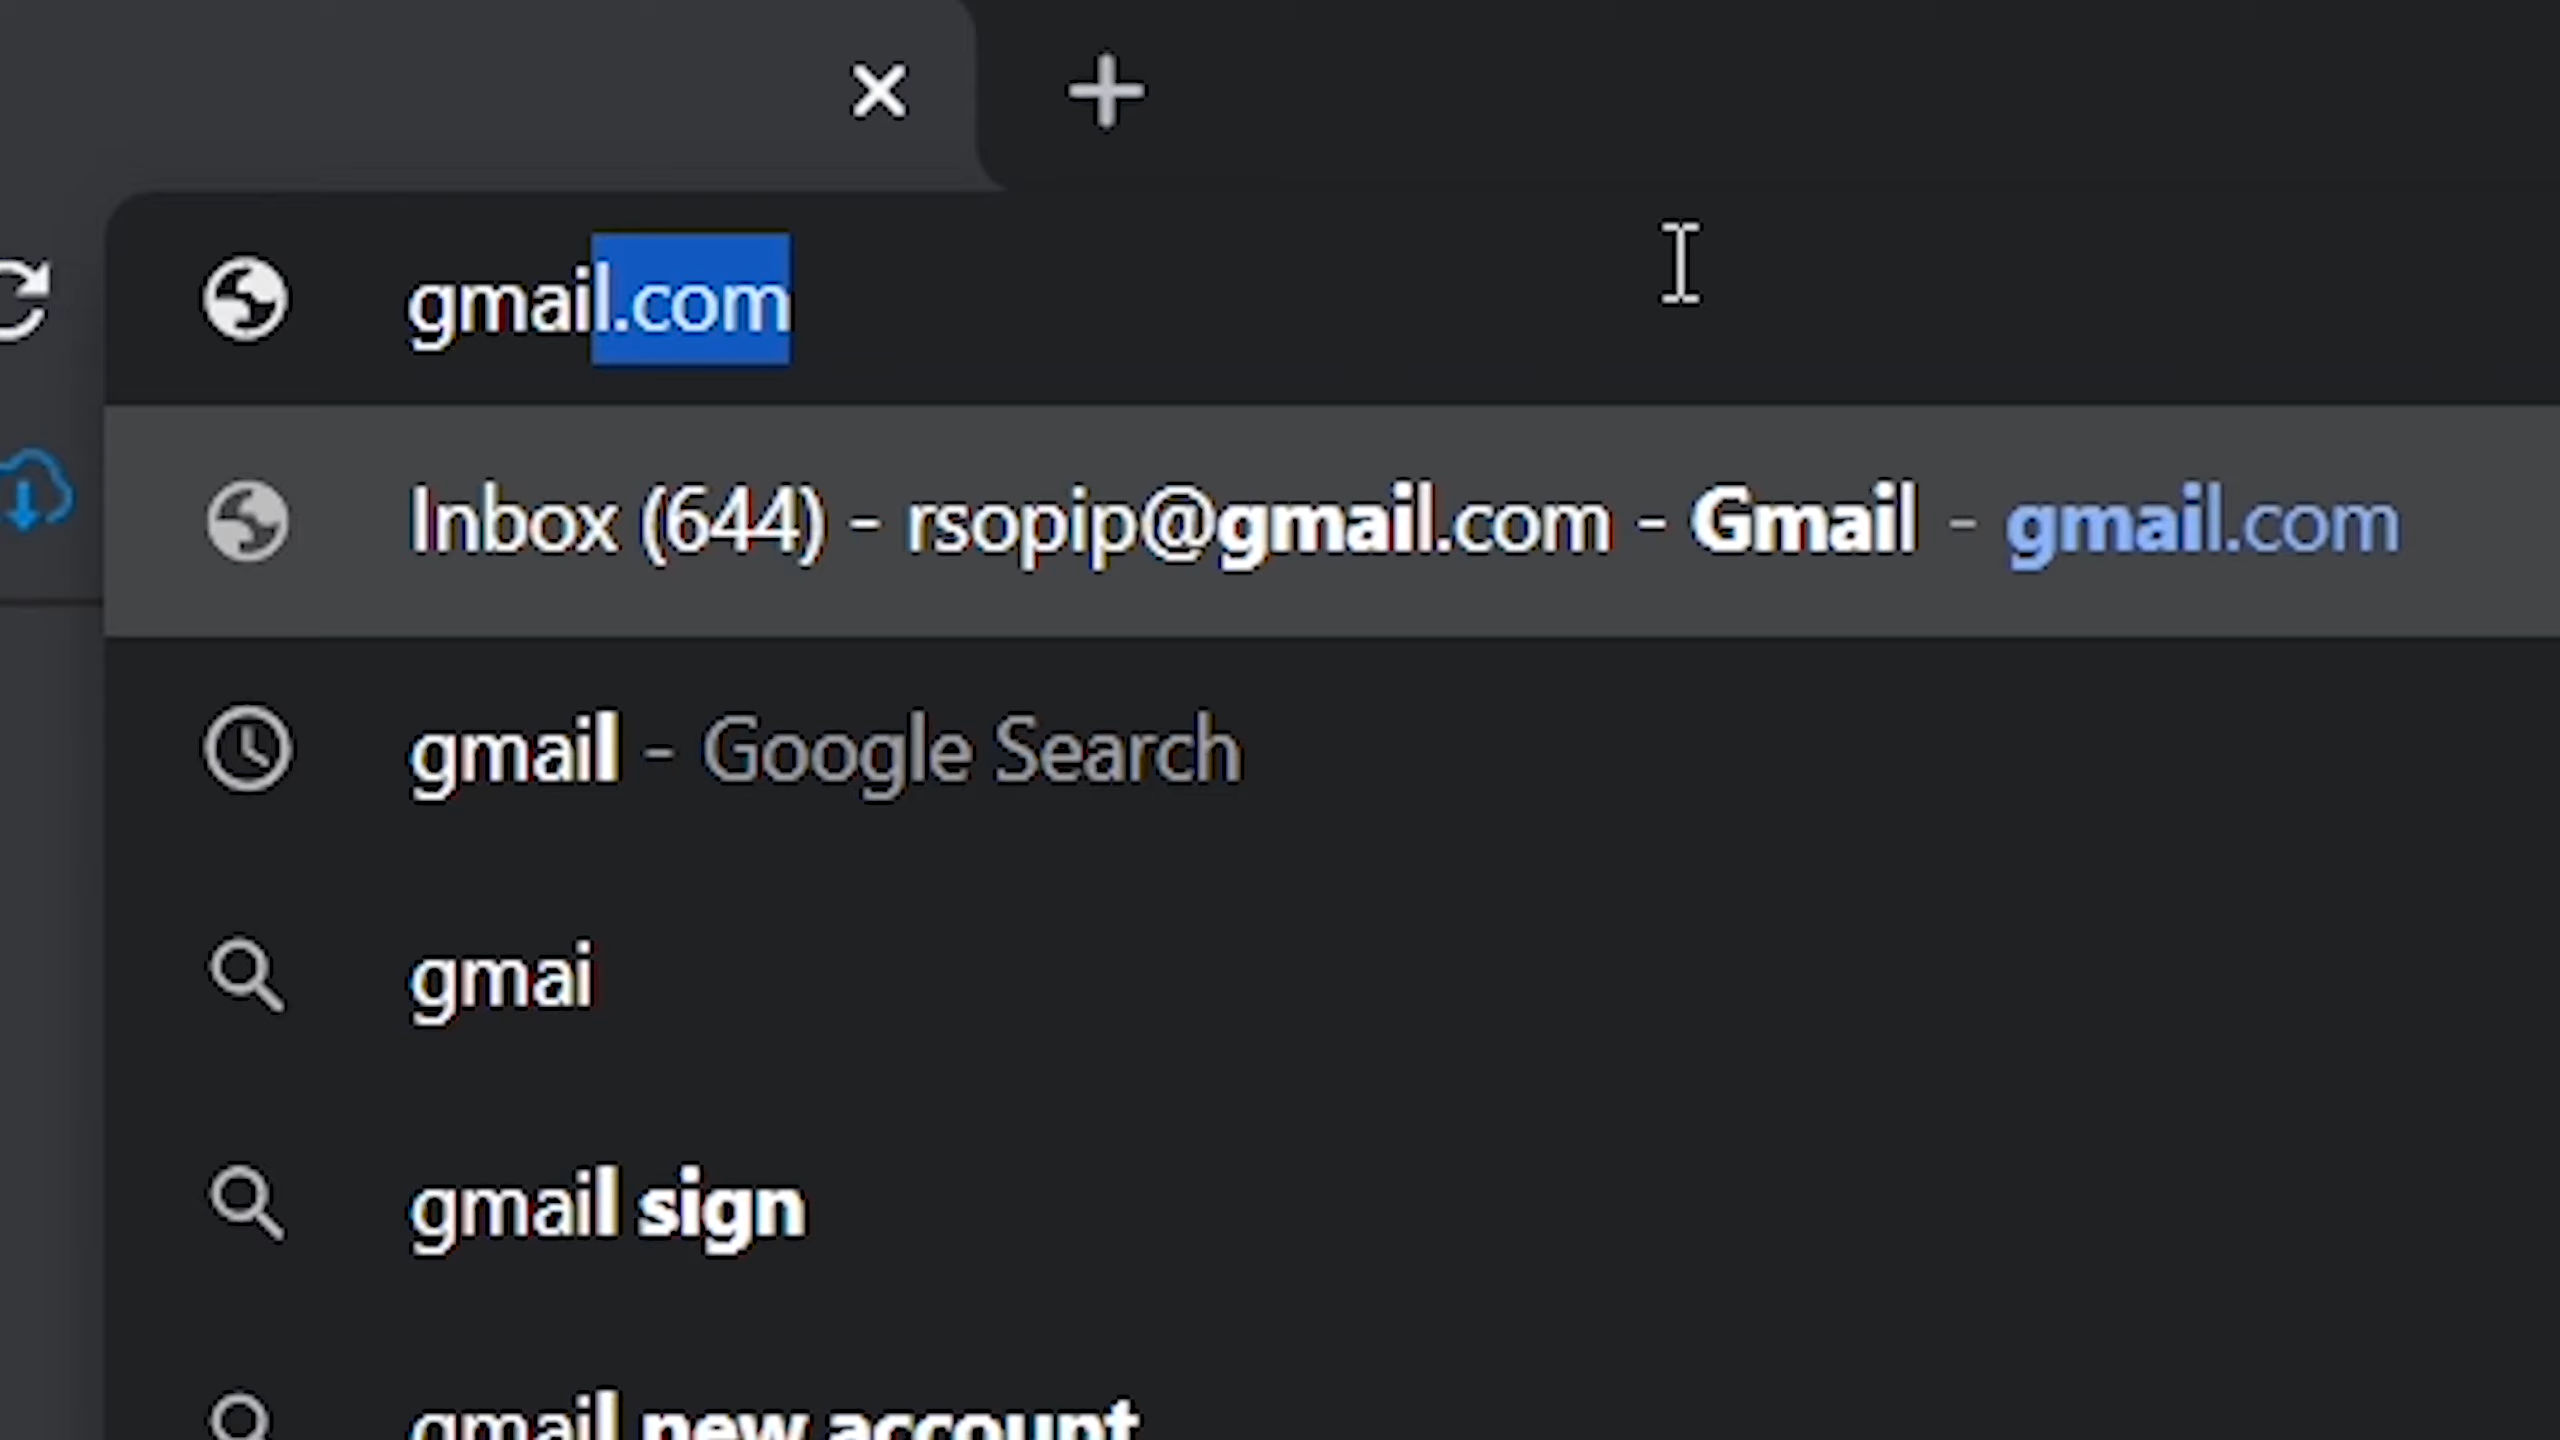 gmail.com
Inbox (644) - rsopip@gmail.com - Gmail - gmail.com
gmail - Google Search
gmai
gmail sign
gmail new account